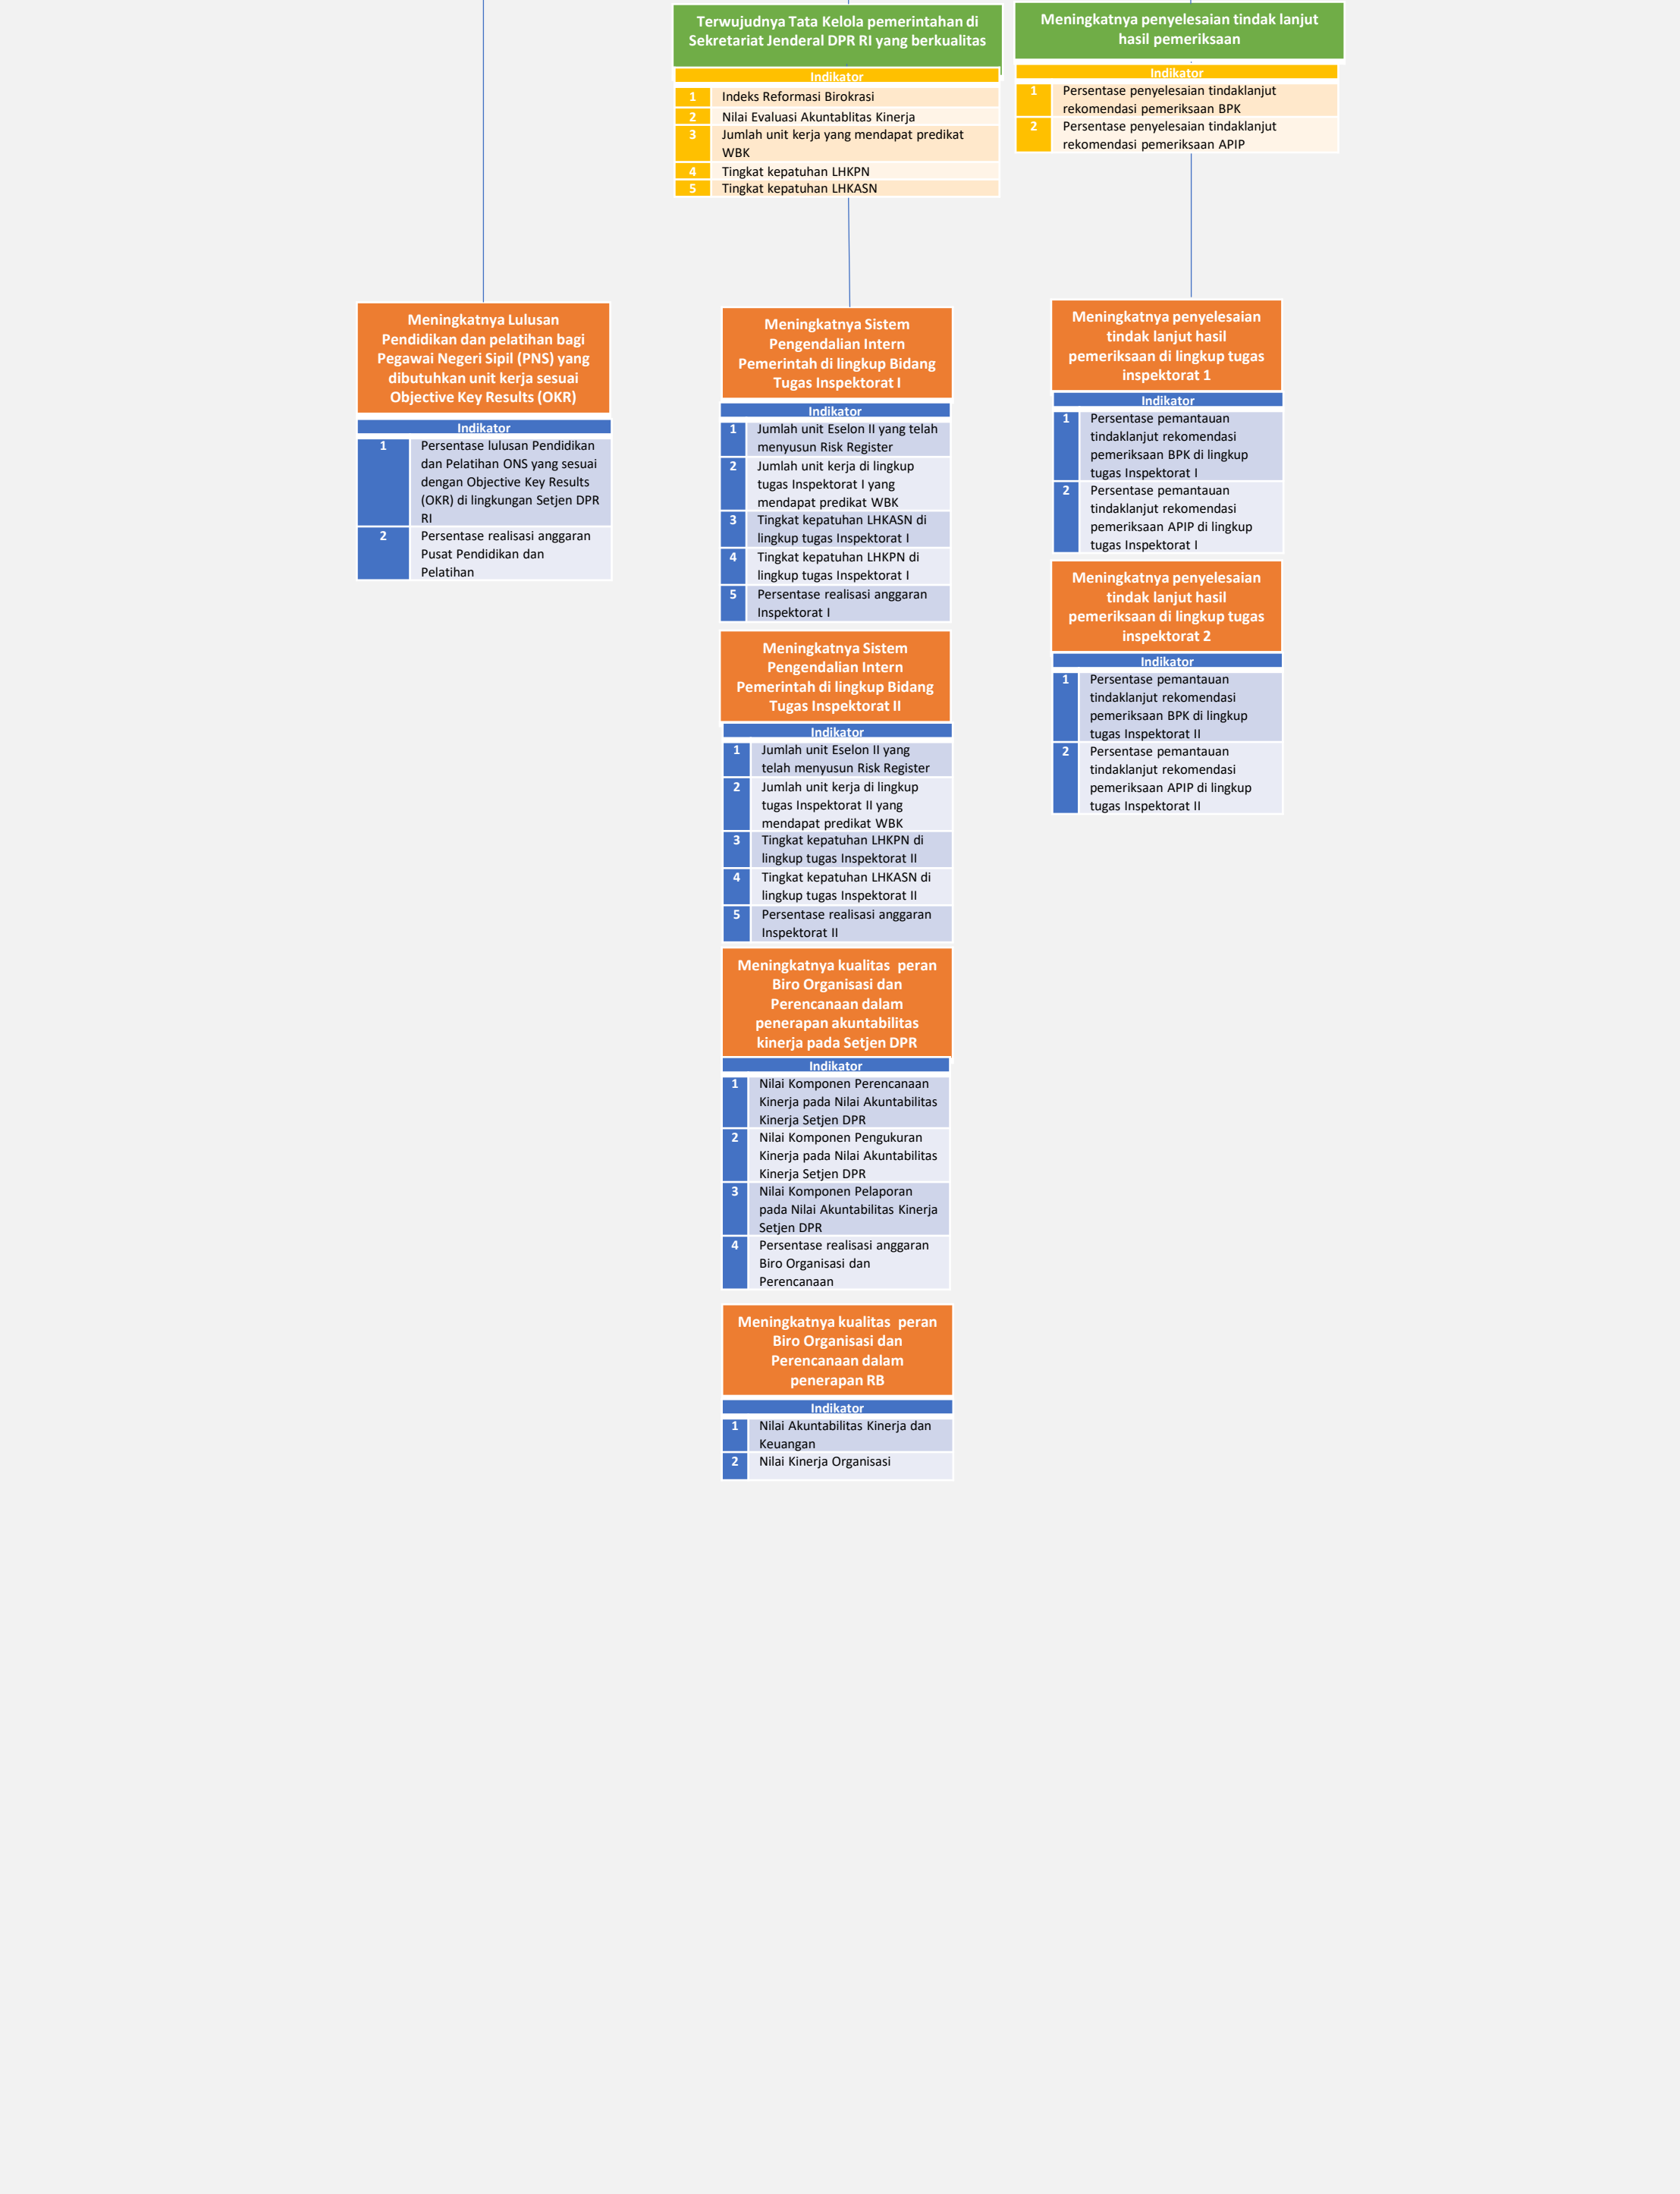 Terwujudnya Tata Kelola pemerintahan di
Sekretariat Jenderal DPR RI yang berkualitas
Indikator
1 Indeks Reformasi Birokrasi
2 Nilai Evaluasi Akuntablitas Kinerja
3 Jumlah unit kerja yang mendapat predikat
WBK
4 Tingkat kepatuhan LHKPN
5 Tingkat kepatuhan LHKASN
Meningkatnya penyelesaian tindak lanjut
hasil pemeriksaan
Indikator
1 Persentase penyelesaian tindaklanjut
rekomendasi pemeriksaan BPK
2 Persentase penyelesaian tindaklanjut
rekomendasi pemeriksaan APIP
Meningkatnya Lulusan
Pendidikan dan pelatihan bagi
Pegawai Negeri Sipil (PNS) yang
dibutuhkan unit kerja sesuai
Objective Key Results (OKR)
Indikator
1 Persentase lulusan Pendidikan
dan Pelatihan ONS yang sesuai
dengan Objective Key Results
(OKR) di lingkungan Setjen DPR
RI
2 Persentase realisasi anggaran
Pusat Pendidikan dan
Pelatihan
Meningkatnya Sistem
Pengendalian Intern
Pemerintah di lingkup Bidang
Tugas Inspektorat I
Indikator
1 Jumlah unit Eselon II yang telah
menyusun Risk Register
2 Jumlah unit kerja di lingkup
tugas Inspektorat I yang
mendapat predikat WBK
3 Tingkat kepatuhan LHKASN di
lingkup tugas Inspektorat I
4 Tingkat kepatuhan LHKPN di
lingkup tugas Inspektorat I
5 Persentase realisasi anggaran
Inspektorat I
Meningkatnya Sistem
Pengendalian Intern
Pemerintah di lingkup Bidang
Tugas Inspektorat II
Indikator
1 Jumlah unit Eselon II yang
telah menyusun Risk Register
2 Jumlah unit kerja di lingkup
tugas Inspektorat II yang
mendapat predikat WBK
3 Tingkat kepatuhan LHKPN di
lingkup tugas Inspektorat II
4 Tingkat kepatuhan LHKASN di
lingkup tugas Inspektorat II
5 Persentase realisasi anggaran
Inspektorat II
Meningkatnya kualitas peran
Biro Organisasi dan
Perencanaan dalam
penerapan akuntabilitas
kinerja pada Setjen DPR
Indikator
1 Nilai Komponen Perencanaan
Kinerja pada Nilai Akuntabilitas
Kinerja Setjen DPR
2 Nilai Komponen Pengukuran
Kinerja pada Nilai Akuntabilitas
Kinerja Setjen DPR
3 Nilai Komponen Pelaporan
pada Nilai Akuntabilitas Kinerja
Setjen DPR
4 Persentase realisasi anggaran
Biro Organisasi dan
Perencanaan
Meningkatnya kualitas peran
Biro Organisasi dan
Perencanaan dalam
penerapan RB
Indikator
1 Nilai Akuntabilitas Kinerja dan
Keuangan
2 Nilai Kinerja Organisasi
Meningkatnya penyelesaian
tindak lanjut hasil
pemeriksaan di lingkup tugas
inspektorat 1
Indikator
1 Persentase pemantauan
tindaklanjut rekomendasi
pemeriksaan BPK di lingkup
tugas Inspektorat I
2 Persentase pemantauan
tindaklanjut rekomendasi
pemeriksaan APIP di lingkup
tugas Inspektorat I
Meningkatnya penyelesaian
tindak lanjut hasil
pemeriksaan di lingkup tugas
inspektorat 2
Indikator
1 Persentase pemantauan
tindaklanjut rekomendasi
pemeriksaan BPK di lingkup
tugas Inspektorat II
2 Persentase pemantauan
tindaklanjut rekomendasi
pemeriksaan APIP di lingkup
tugas Inspektorat II